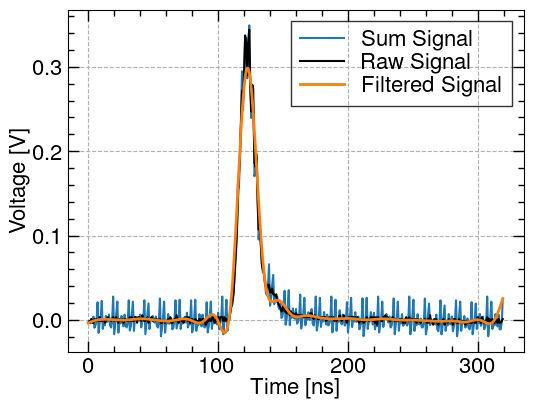 Sum Signal
Raw Signal
Filtered Signal
Voltage [V]
0.3
0.2
0.1
0.0
0 100 200 300
Time [ns]